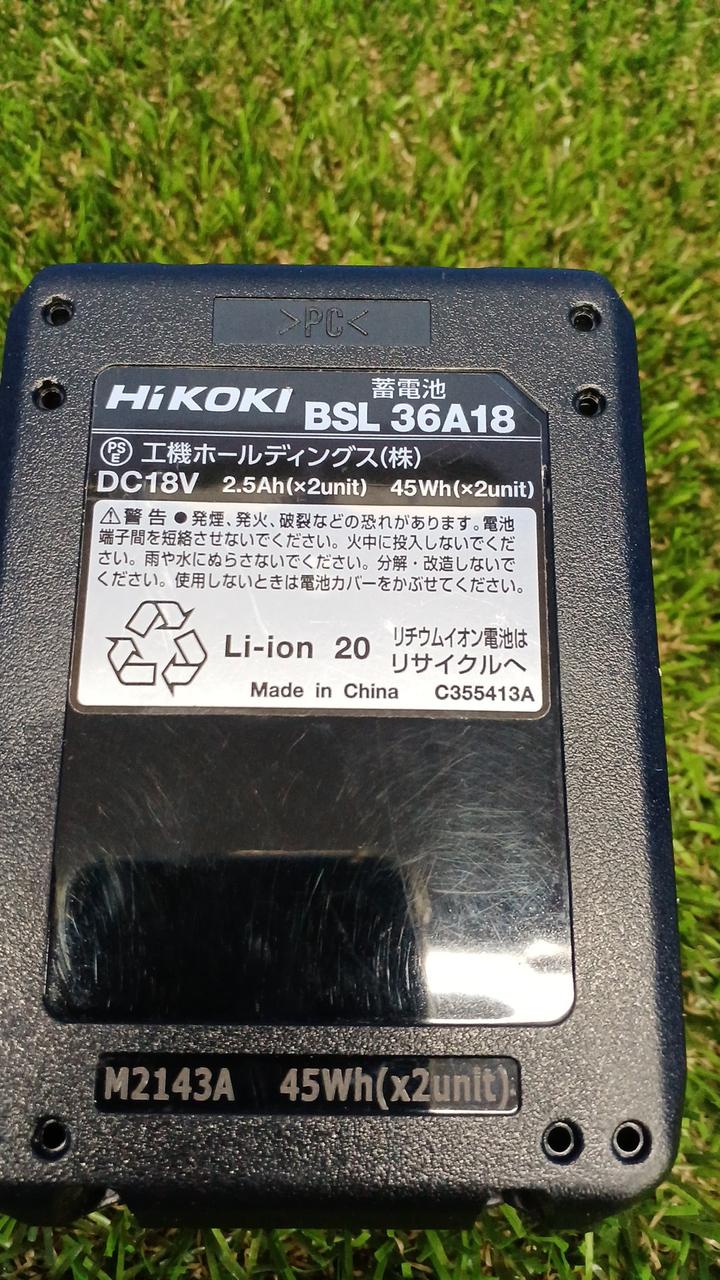 >PC<
HiKOKI 蓄電池 BSL 36A18
PSE 工機ホールディングス(株)
DC18V 2.5Ah(×2unit) 45Wh(×2unit)
⚠警告 ●発煙、発火、破裂などの恐れがあります。電池
端子間を短絡させないでください。火中に投入しないでくだ
さい。雨や水にぬらさないでください。分解・改造しないで
ください。使用しないときは電池カバーをかぶせてください。
Li-ion 20 リチウムイオン電池は
リサイクルへ
Made in China C355413A
M2143A 45Wh(x2unit)